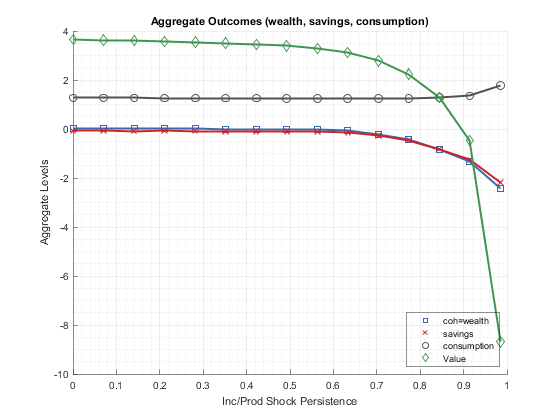 Aggregate Outcomes (wealth, savings, consumption)
4
2
0
-2
-4
-6
-8
-10
Aggregate Levels
0 0.1 0.2 0.3 0.4 0.5 0.6 0.7 0.8 0.9 1
Inc/Prod Shock Persistence
coh=wealth
savings
consumption
Value